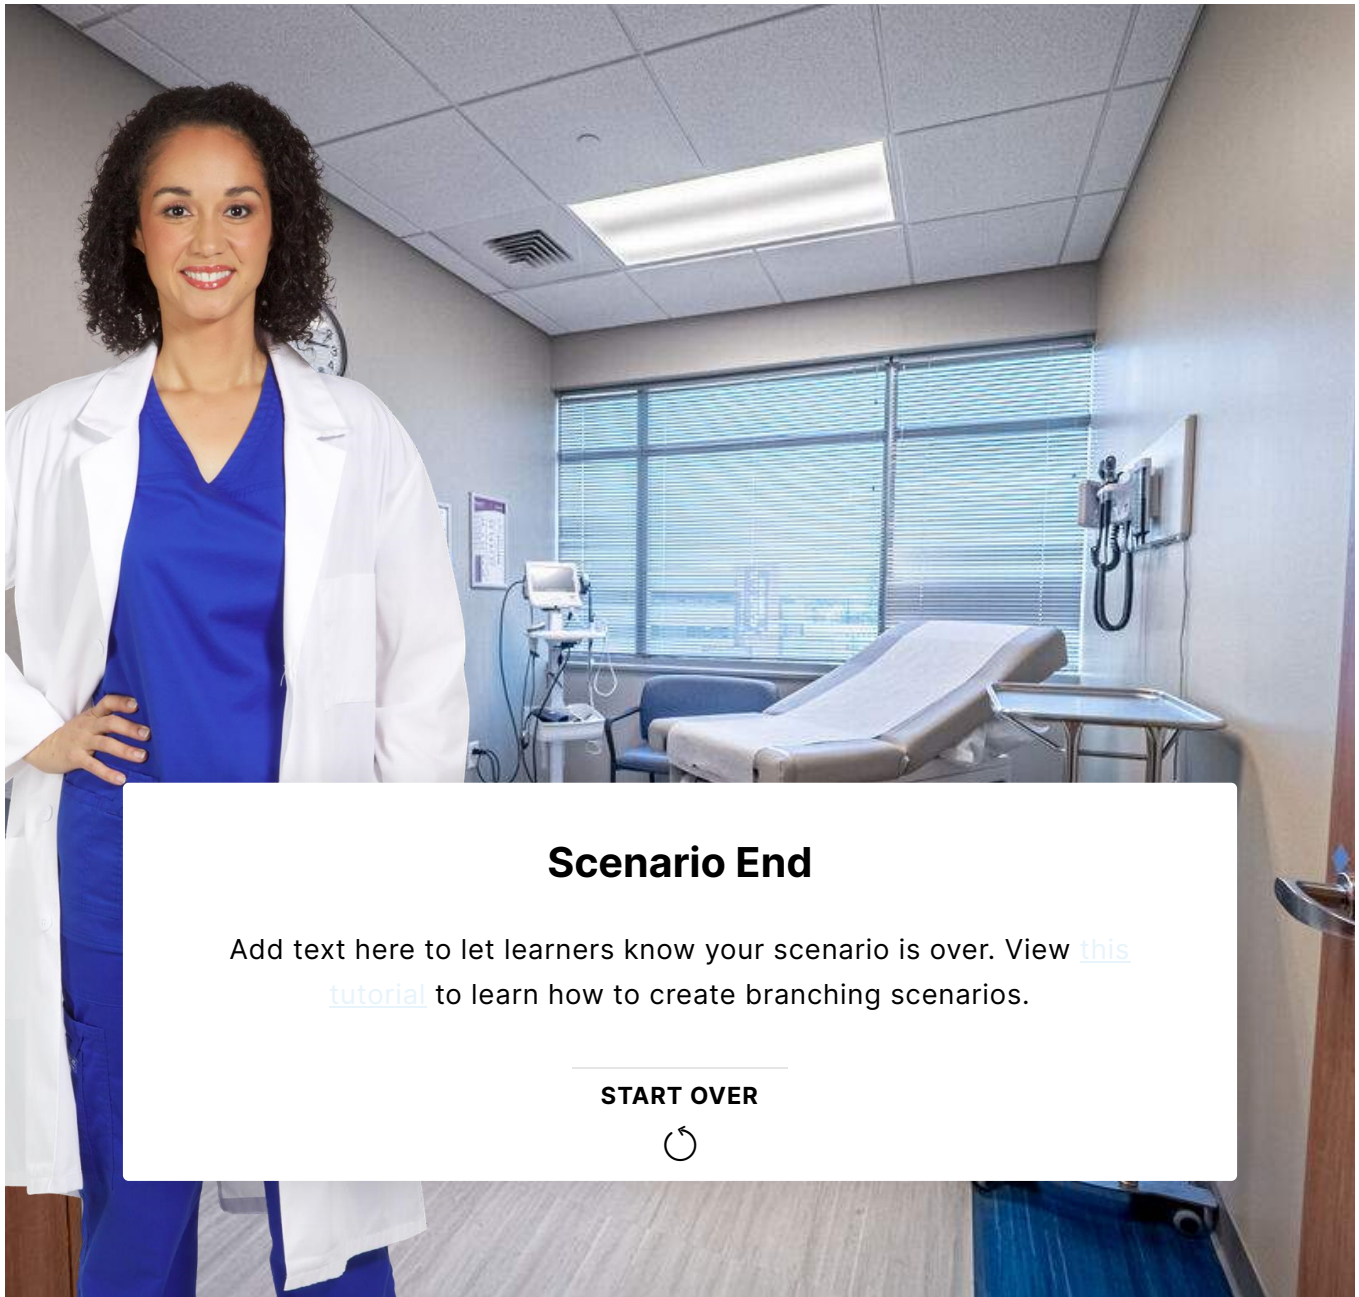 Scenario End
Add text here to let learners know your scenario is over. View this
tutorial to learn how to create branching scenarios.
START OVER